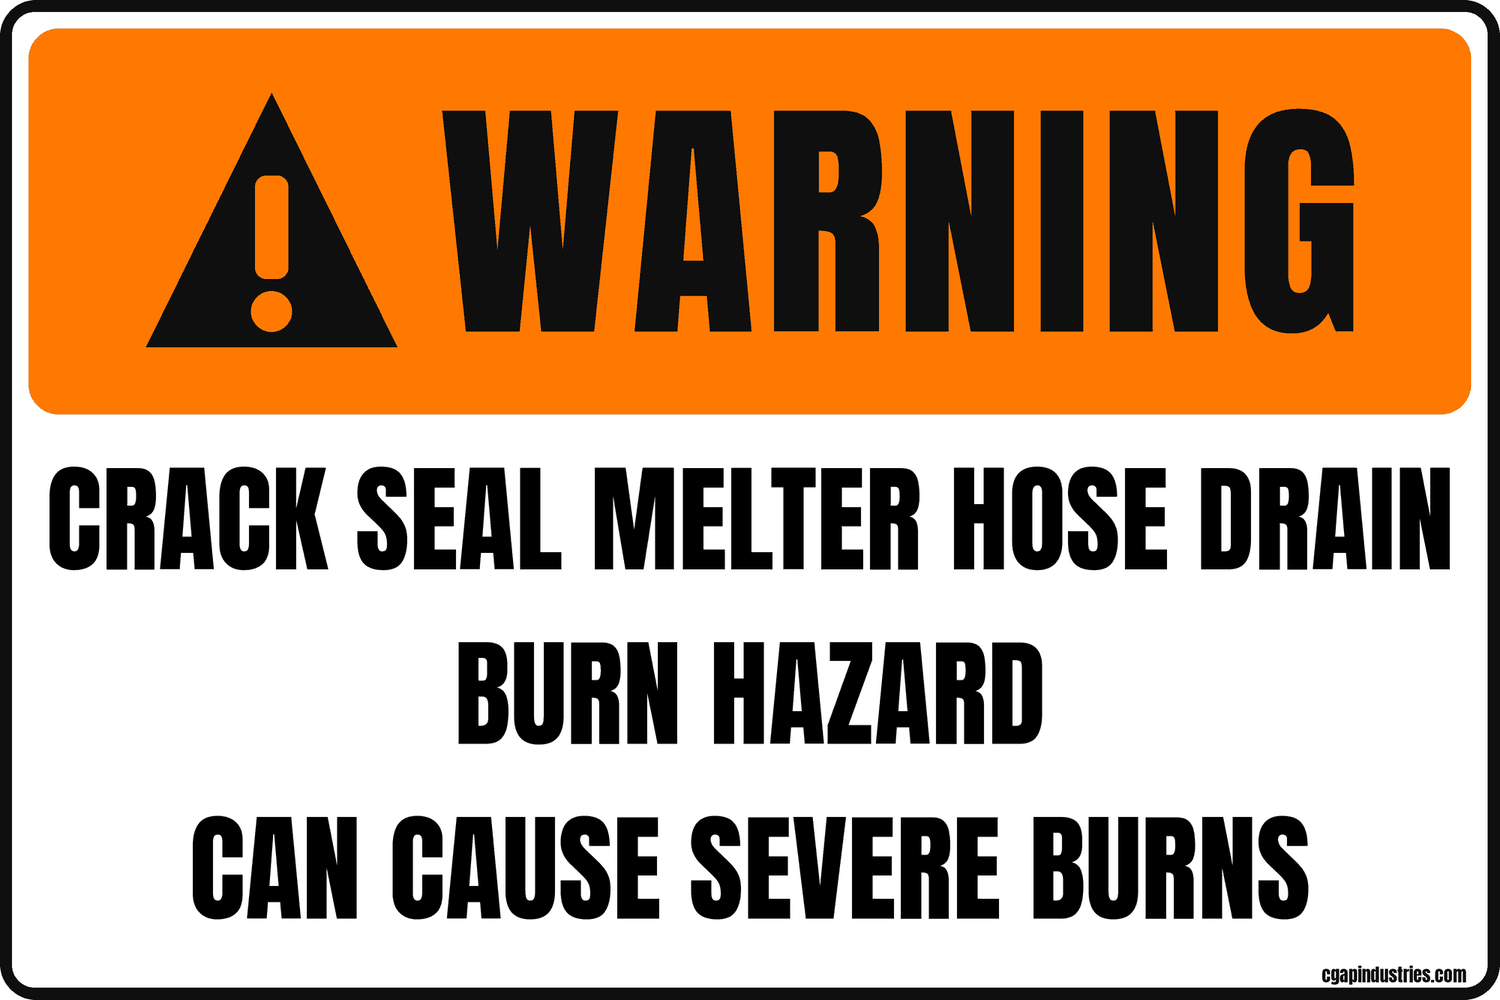 WARNING
CRACK SEAL MELTER HOSE DRAIN
BURN HAZARD
CAN CAUSE SEVERE BURNS
cgapindustries.com